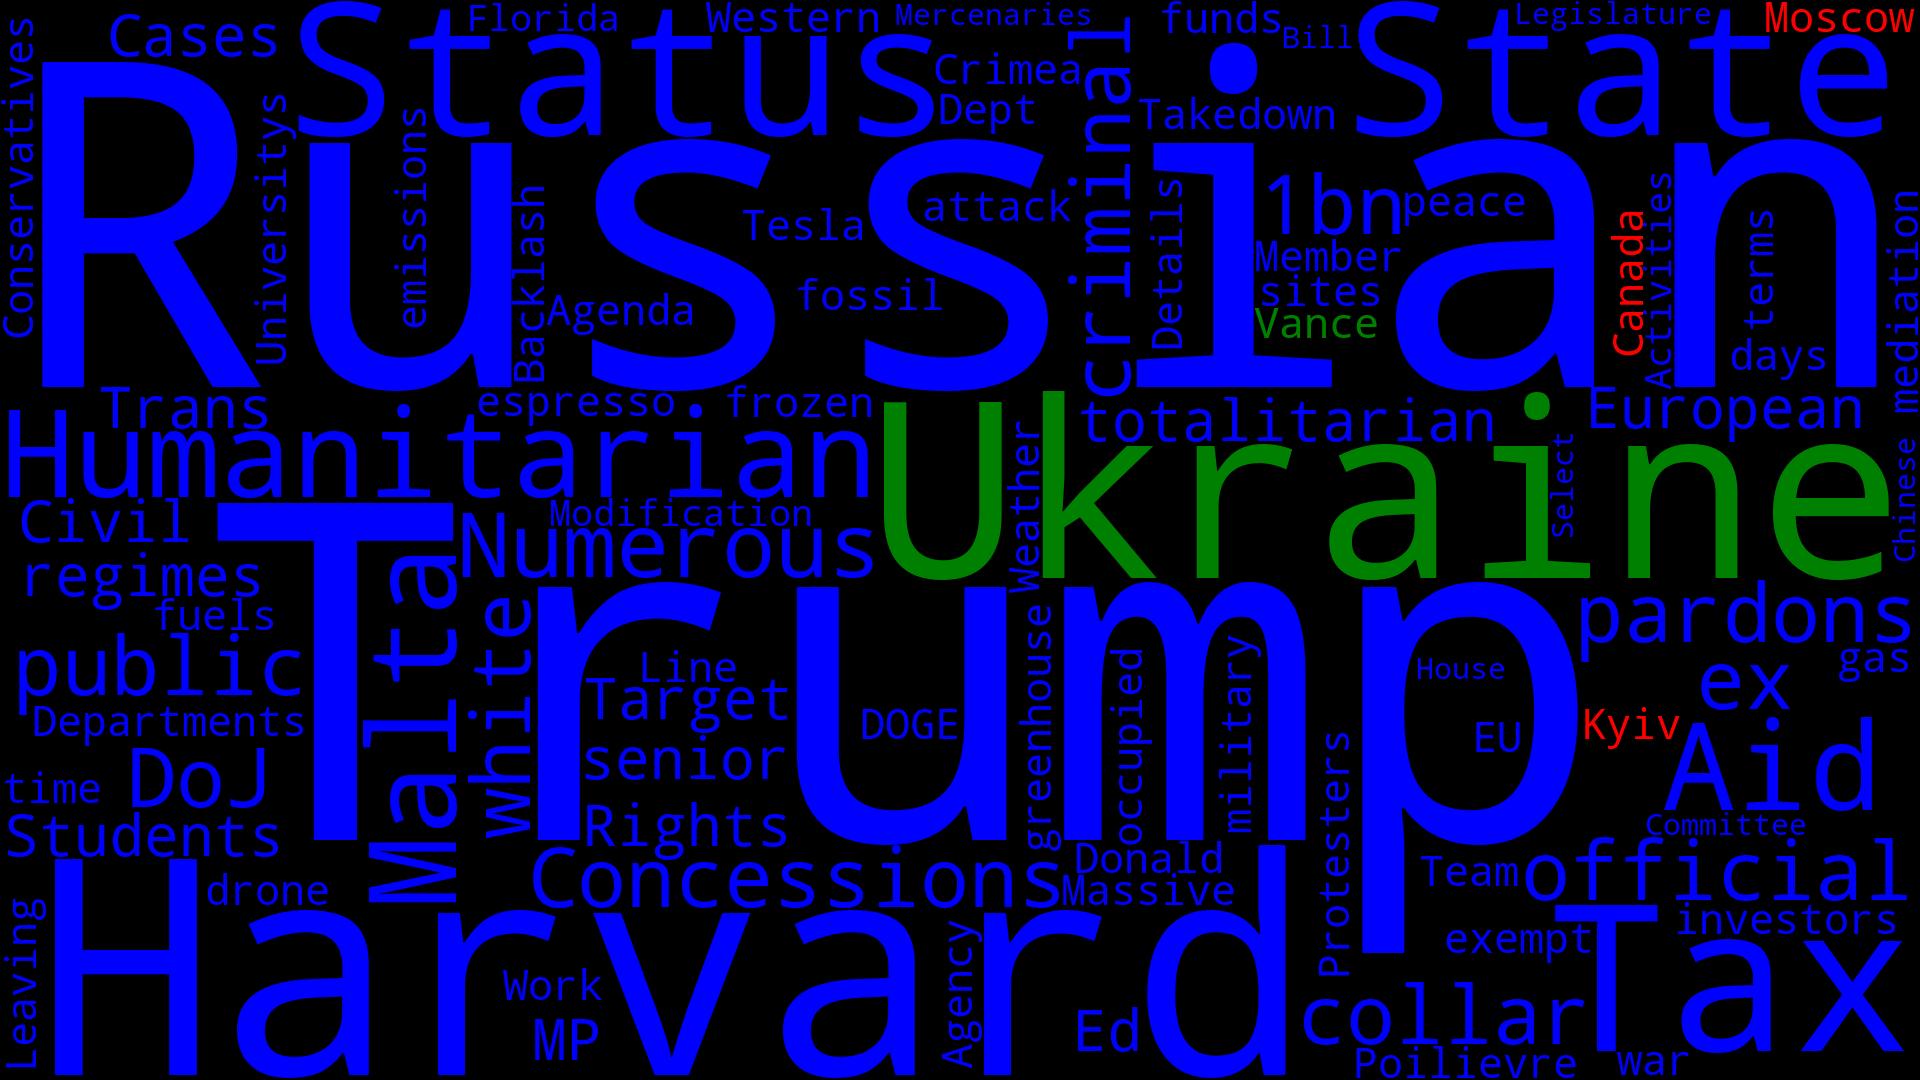 Cases
Status
Florida
Western
Mercenaries
criminal
funds
Bill
State
Legislature
Moscow
Conservatives
Russian
Universitys
emissions
Backlash
Crimea
Dept
Takedown
Tesla
attack
Agenda
fossil
Details
1bn
peace
Member
sites
Vance
Canada
Activities
terms
days
mediation
Trans
espresso
frozen
Humanitarian
Ukraine
totalitarian
European
Select
Chinese
Weather
Civil
Modification
Numerous
Trump
regimes
fuels
Malta
white
public
Departments
Line
Target
DOGE
greenhouse
occupied
military
House
EU
pardons
ex
gas
Kyiv
Aid
time
DoJ
senior
Students
Rights
Protesters
Committee
Concessions
Donald
Massive
Team
official
Leaving
drone
Harvard
Work
MP
Agency
Ed
exempt
Tax
investors
collar
Poilievre
war